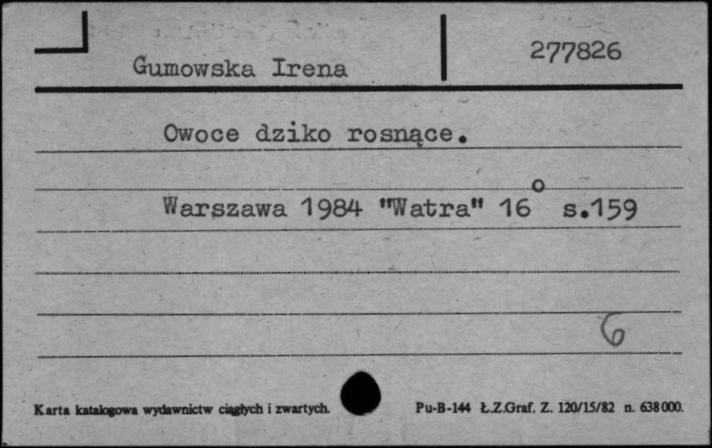 Gumowska Irena 277826
Owoce dziko rosnące.
Warszawa 1984 "Watra" 16° s.159
6
Karta katalogowa wydawnictw ciągłych i zwartych. Pu-B-144 Ł.Z.Graf. Z. 120/15/82 n. 638000.